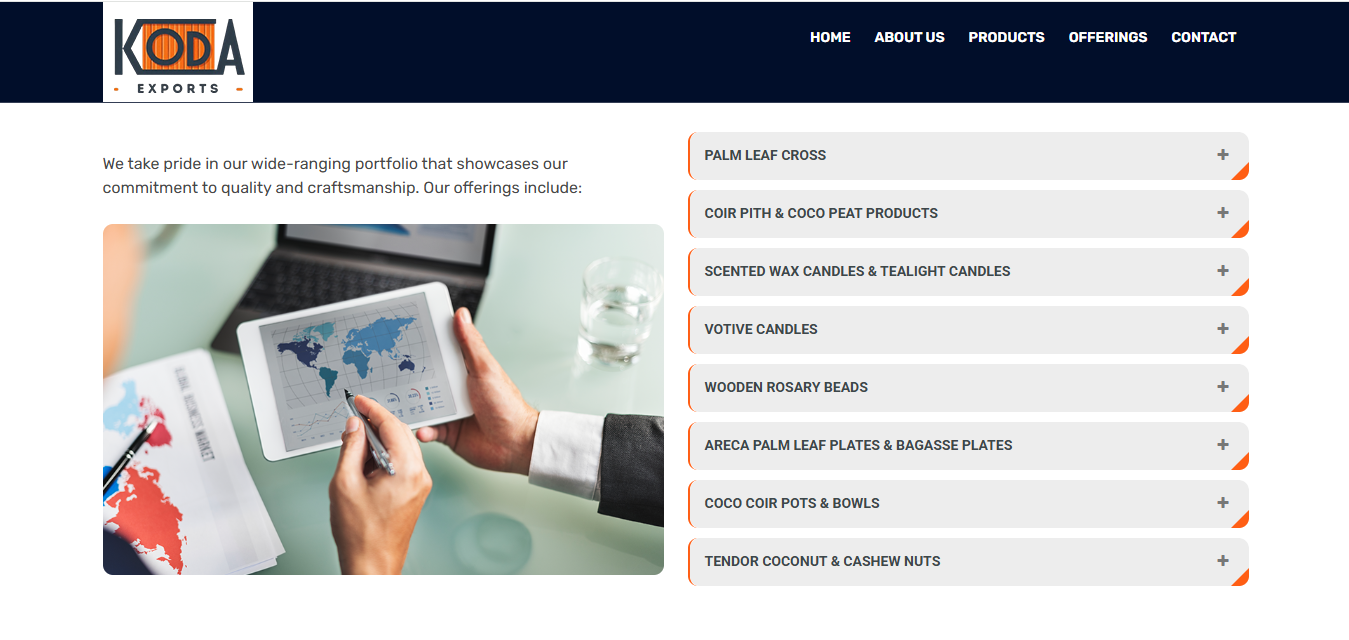 KODA
- EXPORTS -
HOME ABOUT US PRODUCTS OFFERINGS CONTACT
We take pride in our wide-ranging portfolio that showcases our
commitment to quality and craftsmanship. Our offerings include:
GLOBAL BUSINESS MARKET
PALM LEAF CROSS
COIR PITH & COCO PEAT PRODUCTS
SCENTED WAX CANDLES & TEALIGHT CANDLES
VOTIVE CANDLES
WOODEN ROSARY BEADS
ARECA PALM LEAF PLATES & BAGASSE PLATES
COCO COIR POTS & BOWLS
TENDOR COCONUT & CASHEW NUTS